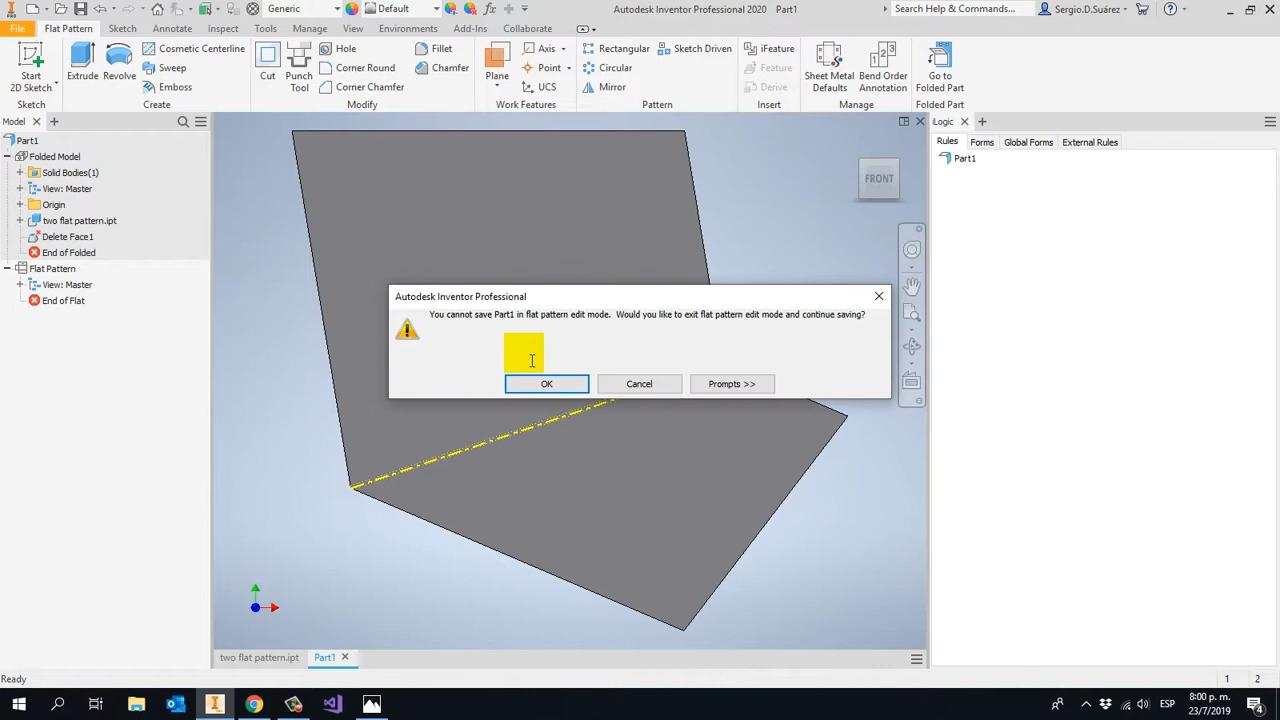 PRO
Generic
Default
Autodesk Inventor Professional 2020   Part1
Search Help & Commands...
Sergio.D.Suárez
File
Flat Pattern
Sketch
Annotate
Inspect
Tools
Manage
View
Environments
Add-Ins
Collaborate
Start
2D Sketch
Extrude
Revolve
Cosmetic Centerline
Sweep
Emboss
Cut
Punch
Tool
Hole
Corner Round
Corner Chamfer
Fillet
Chamfer
Plane
Axis
Point
UCS
Rectangular
Circular
Mirror
Sketch Driven
iFeature
Feature
Derive
Sheet Metal
Defaults
Bend Order
Annotation
Go to
Folded Part
Sketch
Create
Modify
Work Features
Pattern
Insert
Manage
Folded Part
Model
Part1
Folded Model
Solid Bodies(1)
View: Master
Origin
two flat pattern.ipt
Delete Face1
End of Folded
Flat Pattern
View: Master
End of Flat
FRONT
iLogic
Rules
Forms
Global Forms
External Rules
Part1
Autodesk Inventor Professional
You cannot save Part1 in flat pattern edit mode.  Would you like to exit flat pattern edit mode and continue saving?
OK
Cancel
Prompts >>
two flat pattern.ipt
Part1
Ready
1
2
ESP
8:00 p. m.
23/7/2019
4